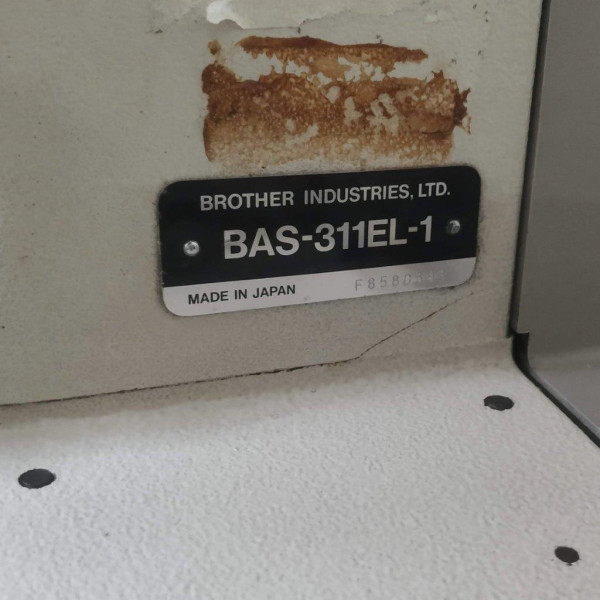 BROTHER INDUSTRIES, LTD.
BAS-311EL-1
MADE IN JAPAN